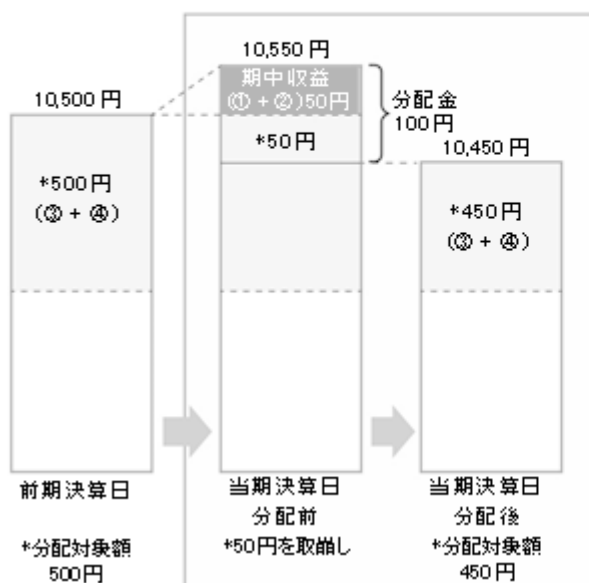 10,550円
期中収益
(①+②)50円
*50円
分配金
100円
10,500円
*500円
(③+④)
10,450円
*450円
(③+④)
前期決算日
*分配対象額
500円
当期決算日
分配前
*50円を取崩し
当期決算日
分配後
*分配対象額
450円